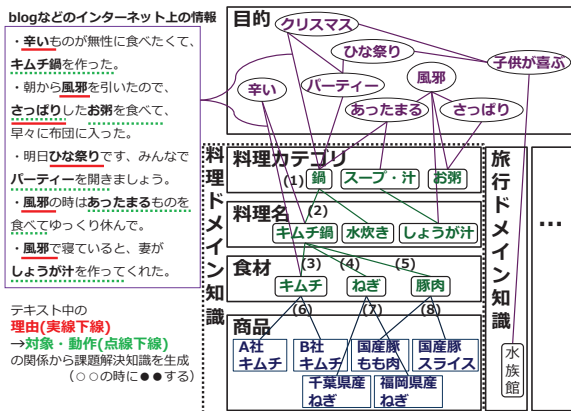 blogなどのインターネット上の情報
・辛いものが無性に食べたくて、
キムチ鍋を作った。
・朝から風邪を引いたので、
さっぱりしたお粥を食べて、
早々に布団に入った。
・明日ひな祭りです、みんなで
パーティーを開きましょう。
・風邪の時はあったまるものを
食べてゆっくり休んで。
・風邪で寝ていると、妻が
しょうが汁を作ってくれた。
テキスト中の
理由(実線下線)
→対象・動作(点線下線)
の関係から課題解決知識を生成
(○○の時に●●する)
目的
クリスマス
ひな祭り
子供が喜ぶ
辛い
パーティー
風邪
あったまる
さっぱり
料理ドメイン知識
料理カテゴリ
(1)
鍋
スープ・汁
お粥
料理名
(2)
キムチ鍋
水炊き
しょうが汁
食材
(3)
(4)
(5)
キムチ
ねぎ
豚肉
商品
(6)
(7)
(8)
A社
キムチ
B社
キムチ
国産豚
もも肉
国産豚
スライス
千葉県産
ねぎ
福岡県産
ねぎ
旅行ドメイン知識
水族館
…